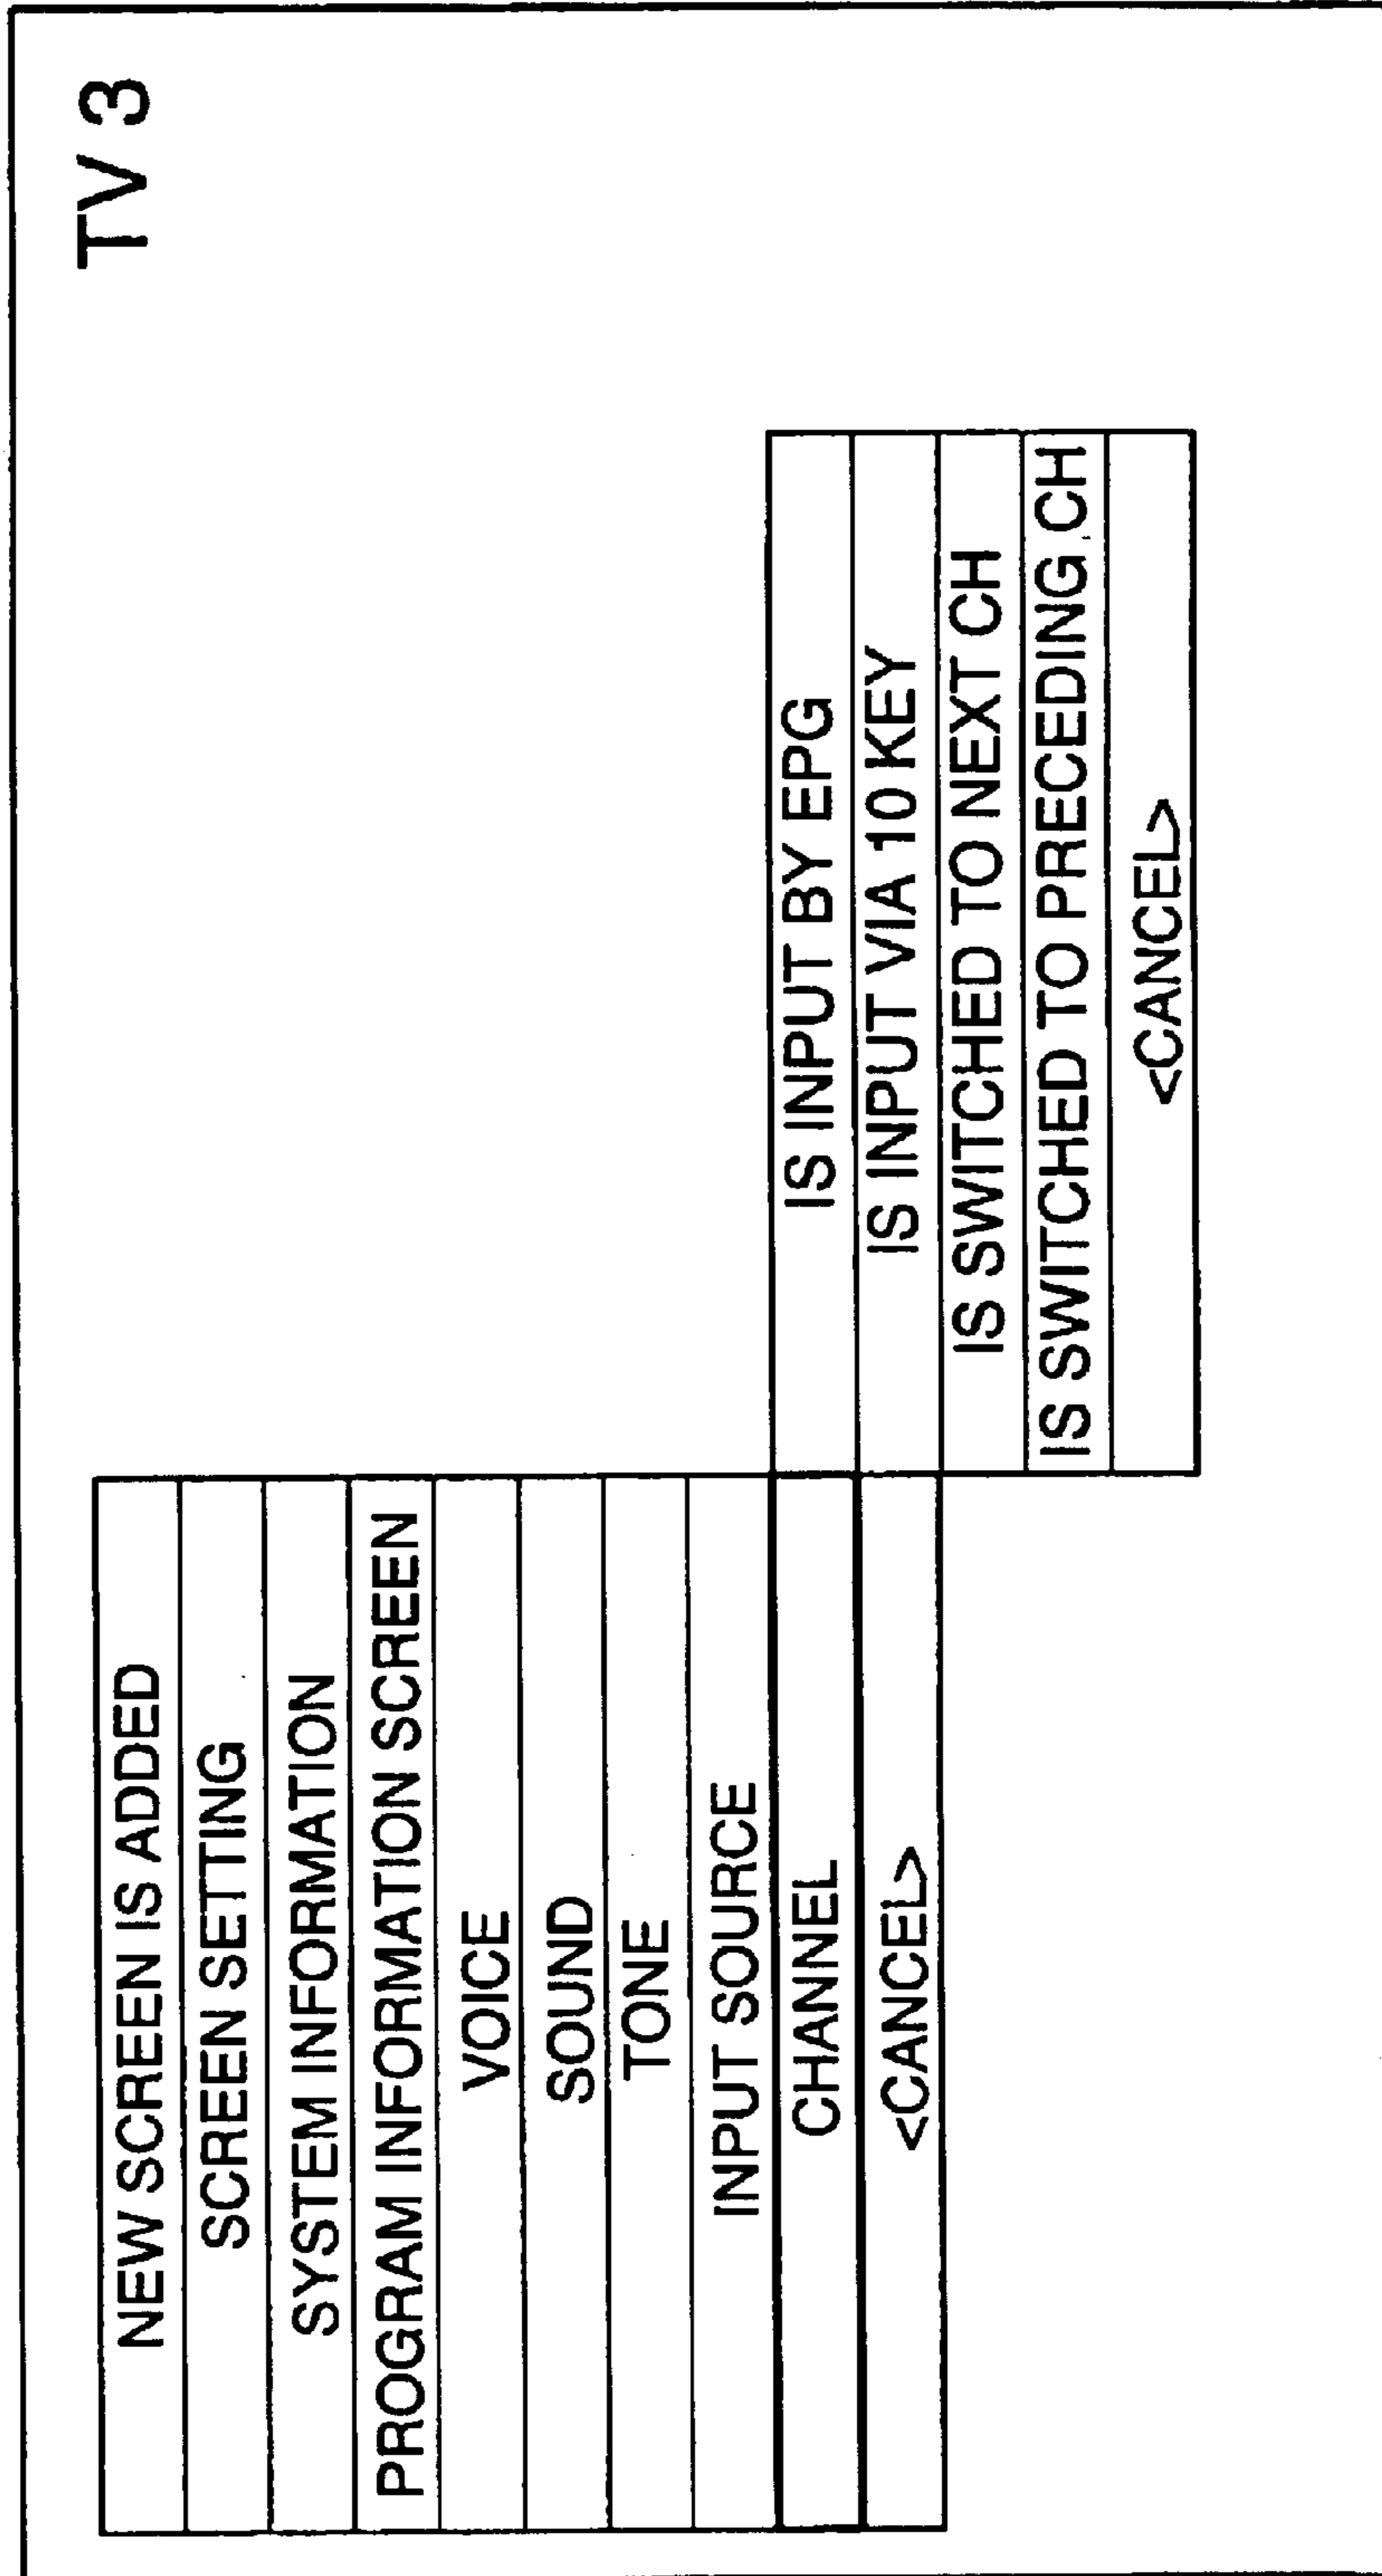 TV 3
NEW SCREEN IS ADDED
SCREEN SETTING
SYSTEM INFORMATION
PROGRAM INFORMATION SCREEN
VOICE
SOUND
TONE
INPUT SOURCE
CHANNEL
<CANCEL>
IS INPUT BY EPG
IS INPUT VIA 10 KEY
IS SWITCHED TO NEXT CH
IS SWITCHED TO PRECEDING CH
<CANCEL>